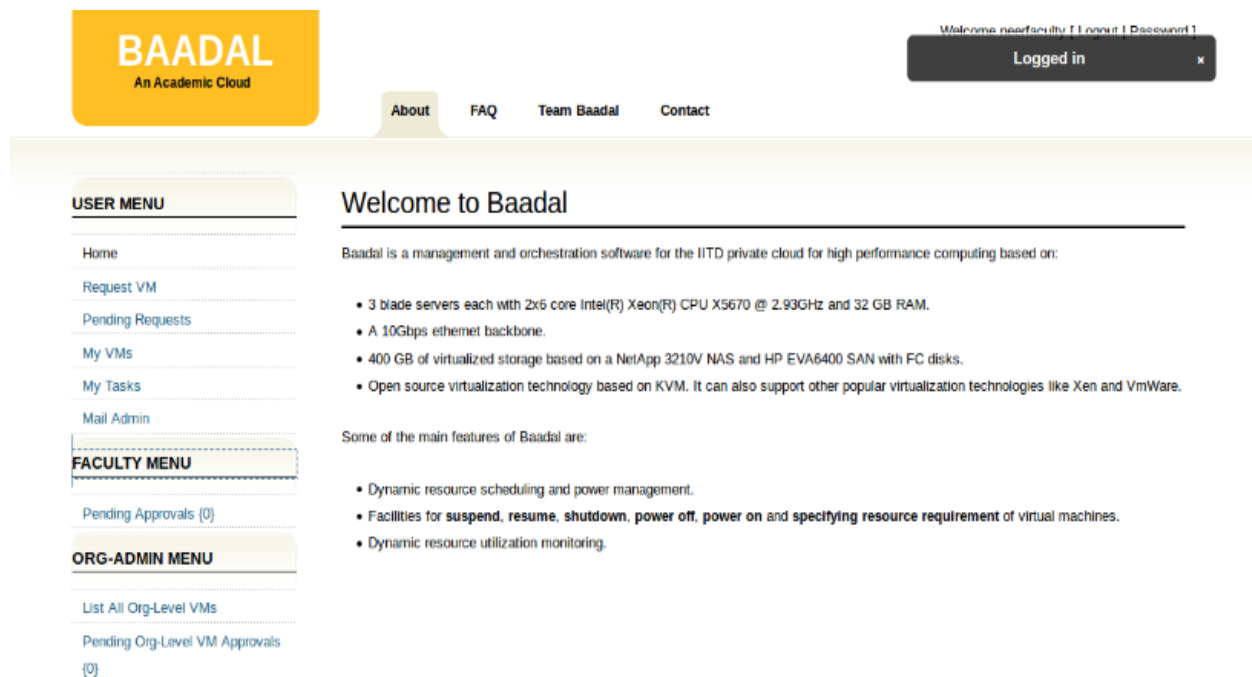 BAADAL
An Academic Cloud
Welcome neerfaculty [ Logout | Password ]
Logged in
×
About
FAQ
Team Baadal
Contact
USER MENU
Home
Request VM
Pending Requests
My VMs
My Tasks
Mail Admin
FACULTY MENU
Pending Approvals {0}
ORG-ADMIN MENU
List All Org-Level VMs
Pending Org-Level VM Approvals
{0}
Welcome to Baadal
Baadal is a management and orchestration software for the IITD private cloud for high performance computing based on:
• 3 blade servers each with 2x6 core Intel(R) Xeon(R) CPU X5670 @ 2.93GHz and 32 GB RAM.
• A 10Gbps ethernet backbone.
• 400 GB of virtualized storage based on a NetApp 3210V NAS and HP EVA6400 SAN with FC disks.
• Open source virtualization technology based on KVM. It can also support other popular virtualization technologies like Xen and VmWare.
Some of the main features of Baadal are:
• Dynamic resource scheduling and power management.
• Facilities for suspend, resume, shutdown, power off, power on and specifying resource requirement of virtual machines.
• Dynamic resource utilization monitoring.